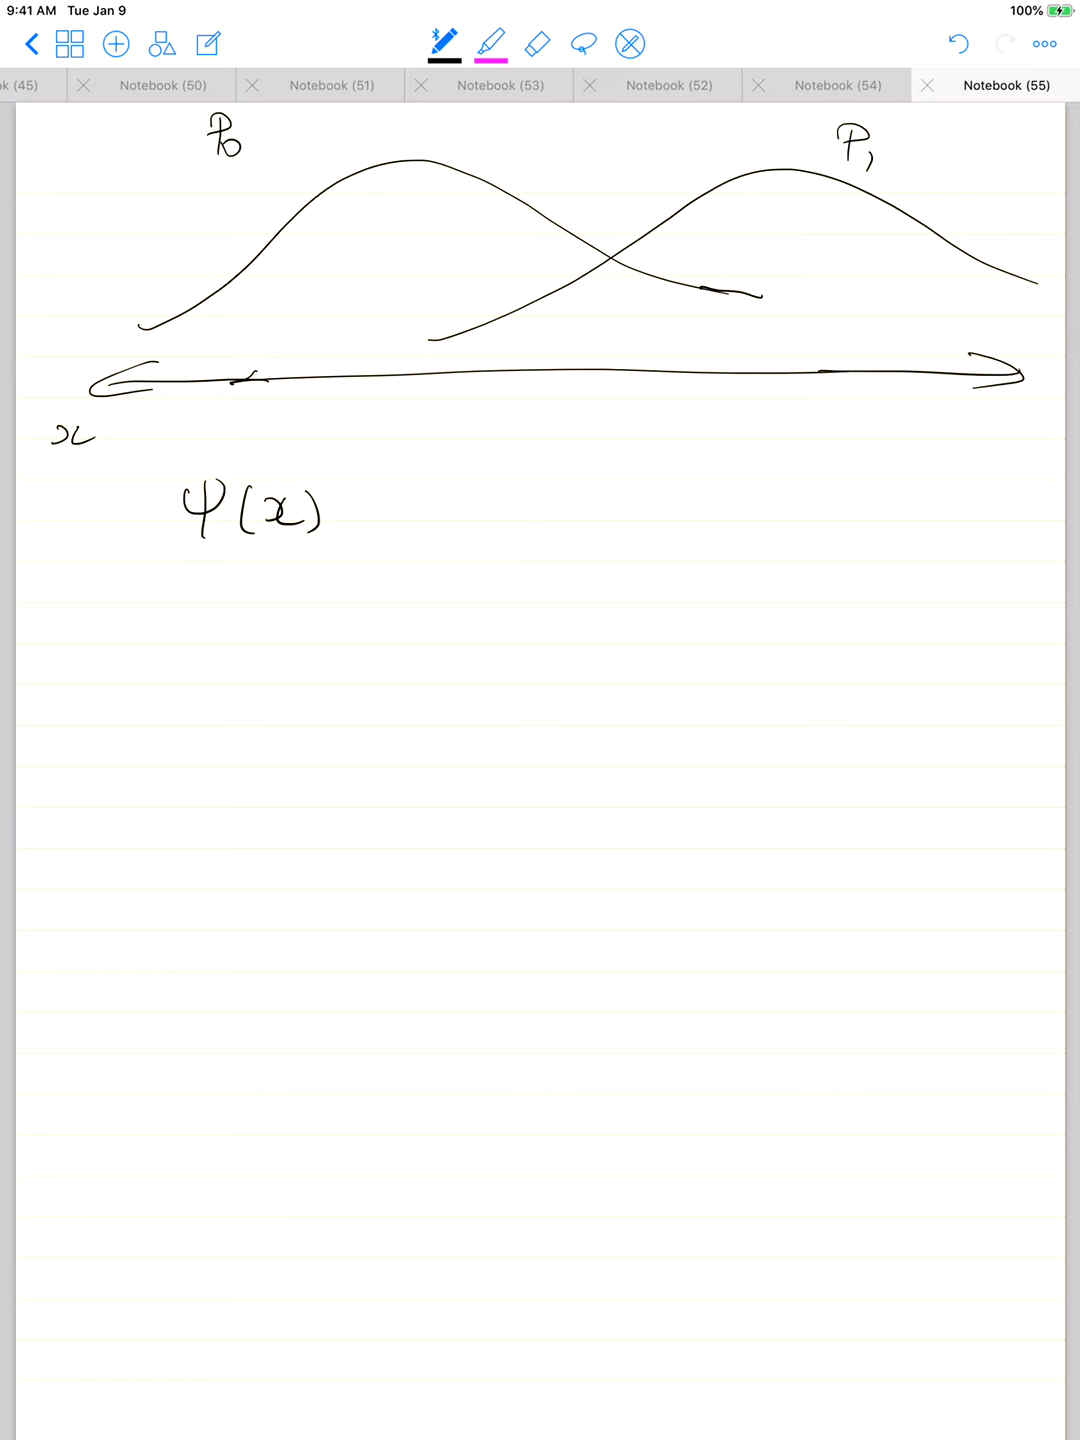 9:41 AM Tue Jan 9 100%
ok (45) Notebook (50) Notebook (51) Notebook (53) Notebook (52) Notebook (54) Notebook (55)
P₀ P₁
x
ψ(x)